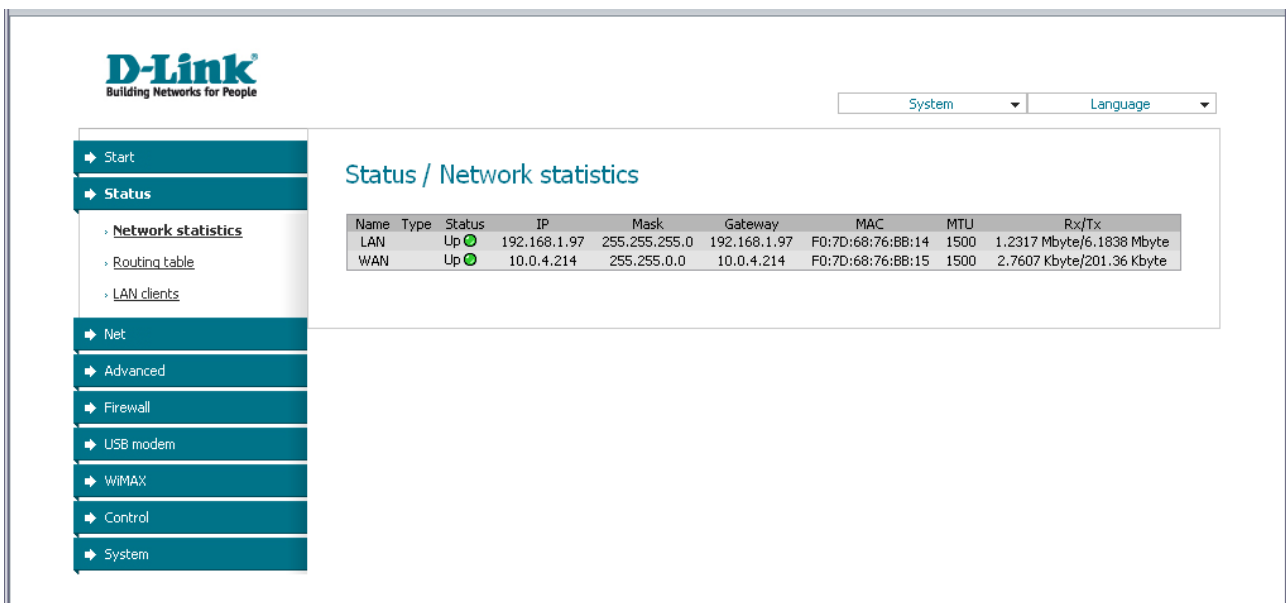 D-Link
Building Networks for People
System Language
Start
Status
Network statistics
Routing table
LAN clients
Net
Advanced
Firewall
USB modem
WiMAX
Control
System
Status / Network statistics
Name Type Status IP Mask Gateway MAC MTU Rx/Tx
LAN Up 192.168.1.97 255.255.255.0 192.168.1.97 F0:7D:68:76:BB:14 1500 1.2317 Mbyte/6.1838 Mbyte
WAN Up 10.0.4.214 255.255.0.0 10.0.4.214 F0:7D:68:76:BB:15 1500 2.7607 Kbyte/201.36 Kbyte